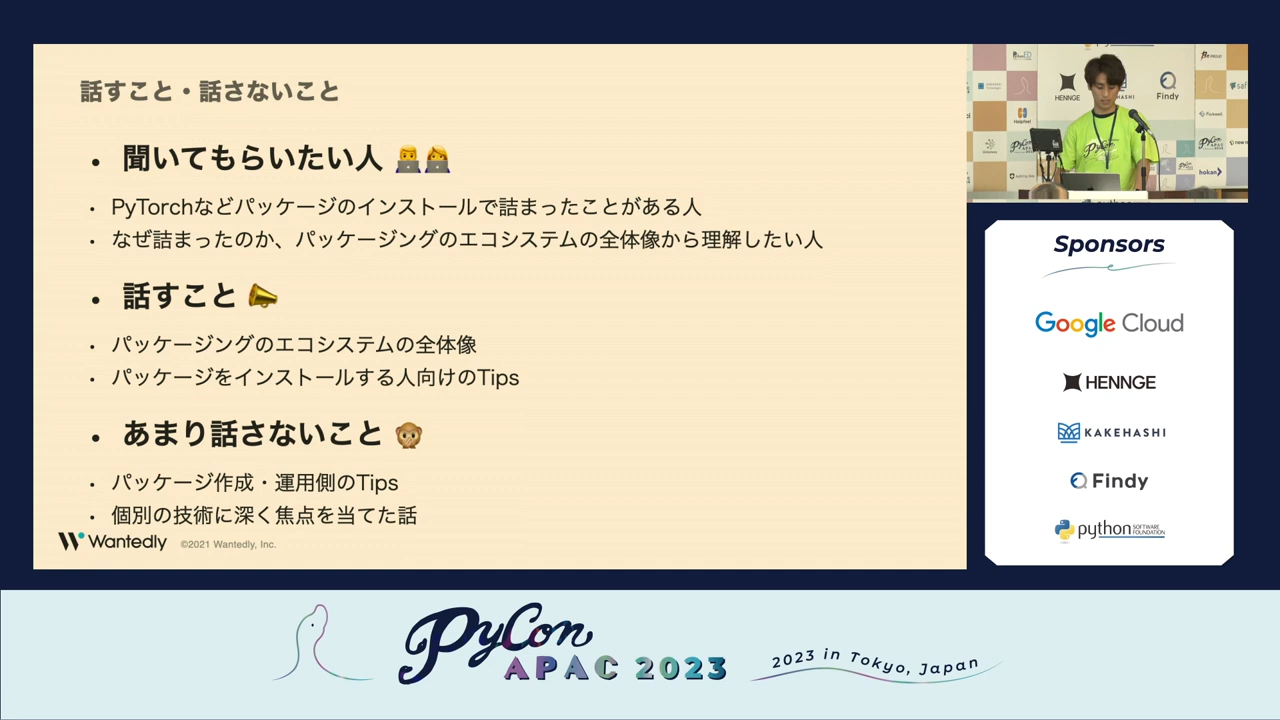 話すこと・話さないこと
聞いてもらいたい人
PyTorchなどパッケージのインストールで詰まったことがある人
なぜ詰まったのか、パッケージングのエコシステムの全体像から理解したい人
話すこと
パッケージングのエコシステムの全体像
パッケージをインストールする人向けのTips
あまり話さないこと
パッケージ作成・運用側のTips
個別の技術に深く焦点を当てた話
Wantedly ©2021 Wantedly, Inc.
HENNGE
Findy
hokan
Sponsors
Google Cloud
HENNGE
KAKEHASHI
Findy
python SOFTWARE FOUNDATION
PyCon
APAC 2023
2023 in Tokyo, Japan